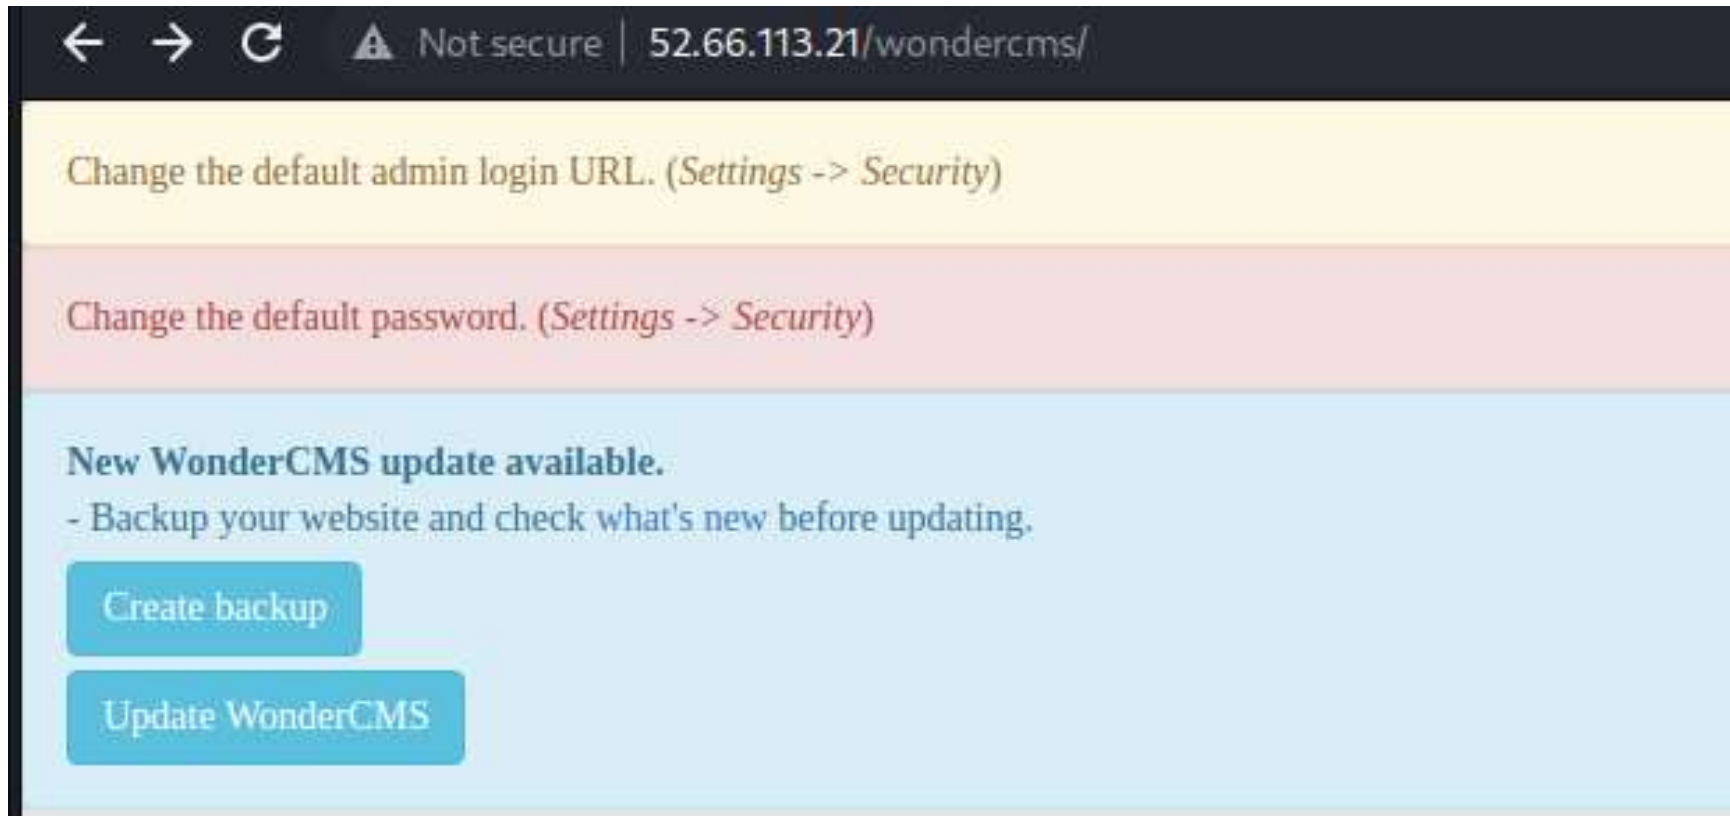 Not secure | 52.66.113.21/wondercms/
Change the default admin login URL. (Settings -> Security)
Change the default password. (Settings -> Security)
New WonderCMS update available.
- Backup your website and check what's new before updating.
Create backup
Update WonderCMS